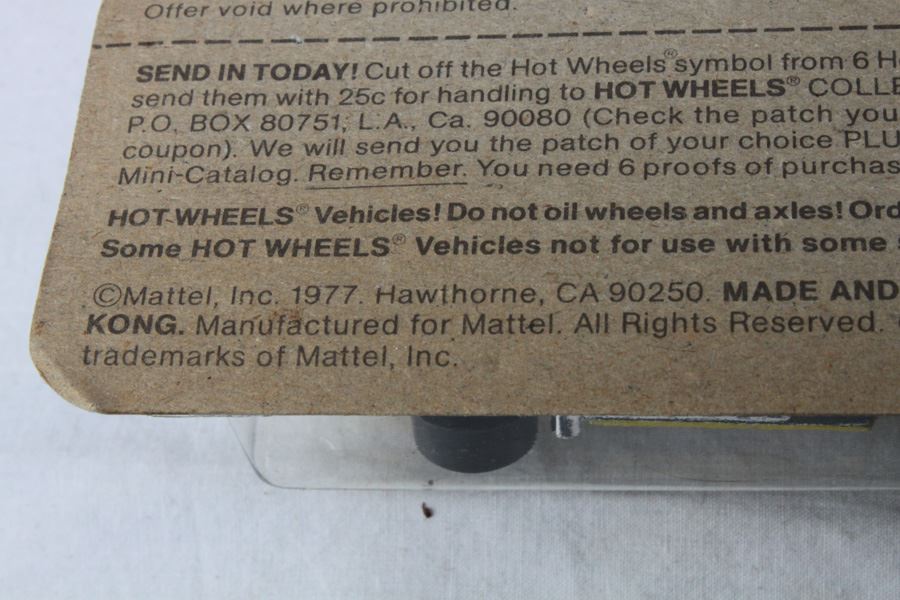 Offer void where prohibited.
SEND IN TODAY! Cut off the Hot Wheels® symbol from 6 H
send them with 25c for handling to HOT WHEELS® COLLE
P.O. BOX 80751, L.A., Ca. 90080 (Check the patch you
coupon). We will send you the patch of your choice PLU
Mini-Catalog. Remember. You need 6 proofs of purchas
HOT WHEELS® Vehicles! Do not oil wheels and axles! Ord
Some HOT WHEELS® Vehicles not for use with some
©Mattel, Inc. 1977. Hawthorne, CA 90250. MADE AND
KONG. Manufactured for Mattel. All Rights Reserved.
trademarks of Mattel, Inc.